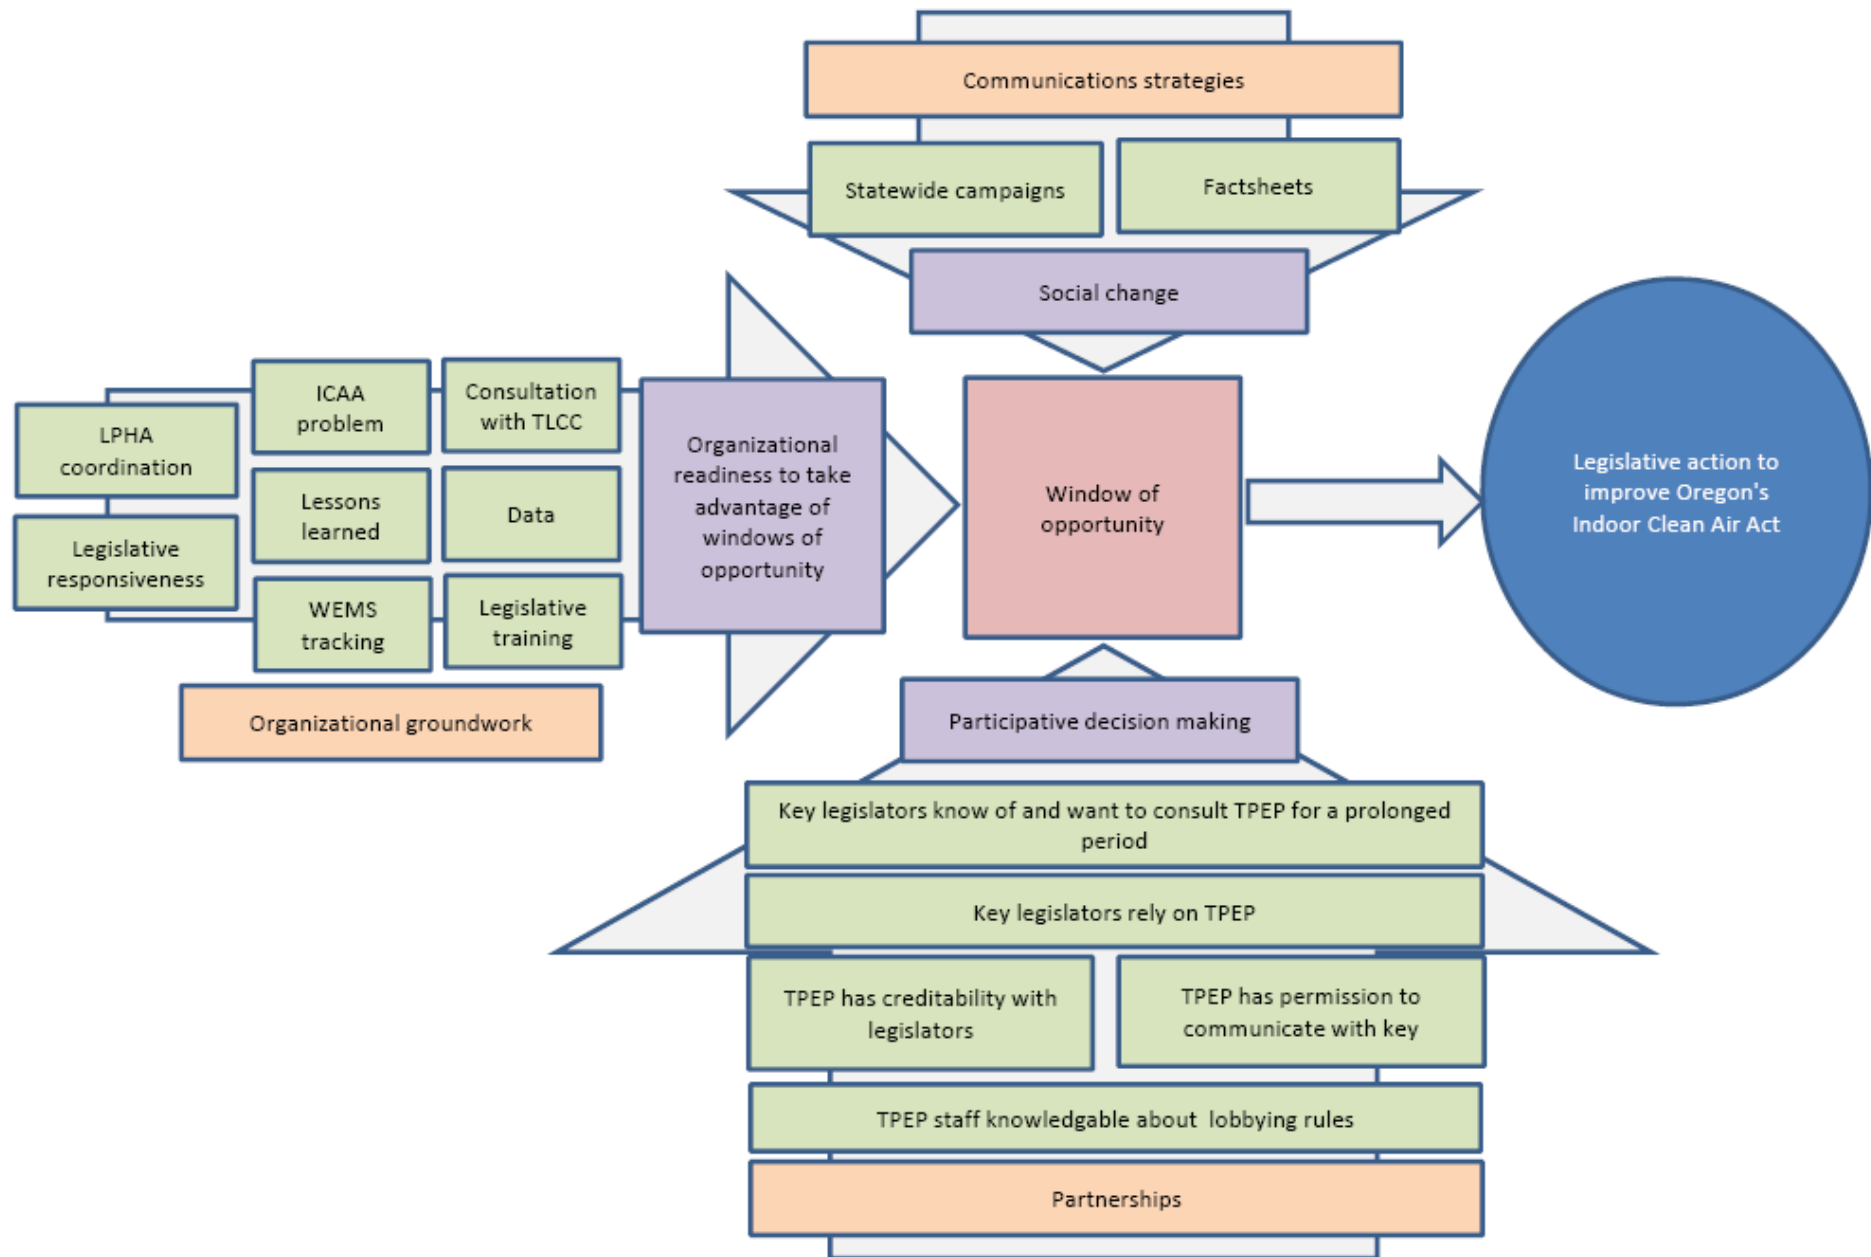 Communications strategies
Statewide campaigns
Factsheets
Social change
ICAA
problem
Consultation
with TLCC
LPHA
coordination
Lessons
learned
Data
Legislative
responsiveness
WEMS
tracking
Legislative
training
Organizational groundwork
Organizational
readiness to take
advantage of
windows of
opportunity
Window of
opportunity
Legislative action to
improve Oregon's
Indoor Clean Air Act
Participative decision making
Key legislators know of and want to consult TPEP for a prolonged
period
Key legislators rely on TPEP
TPEP has creditability with
legislators
TPEP has permission to
communicate with key
TPEP staff knowledgable about  lobbying rules
Partnerships